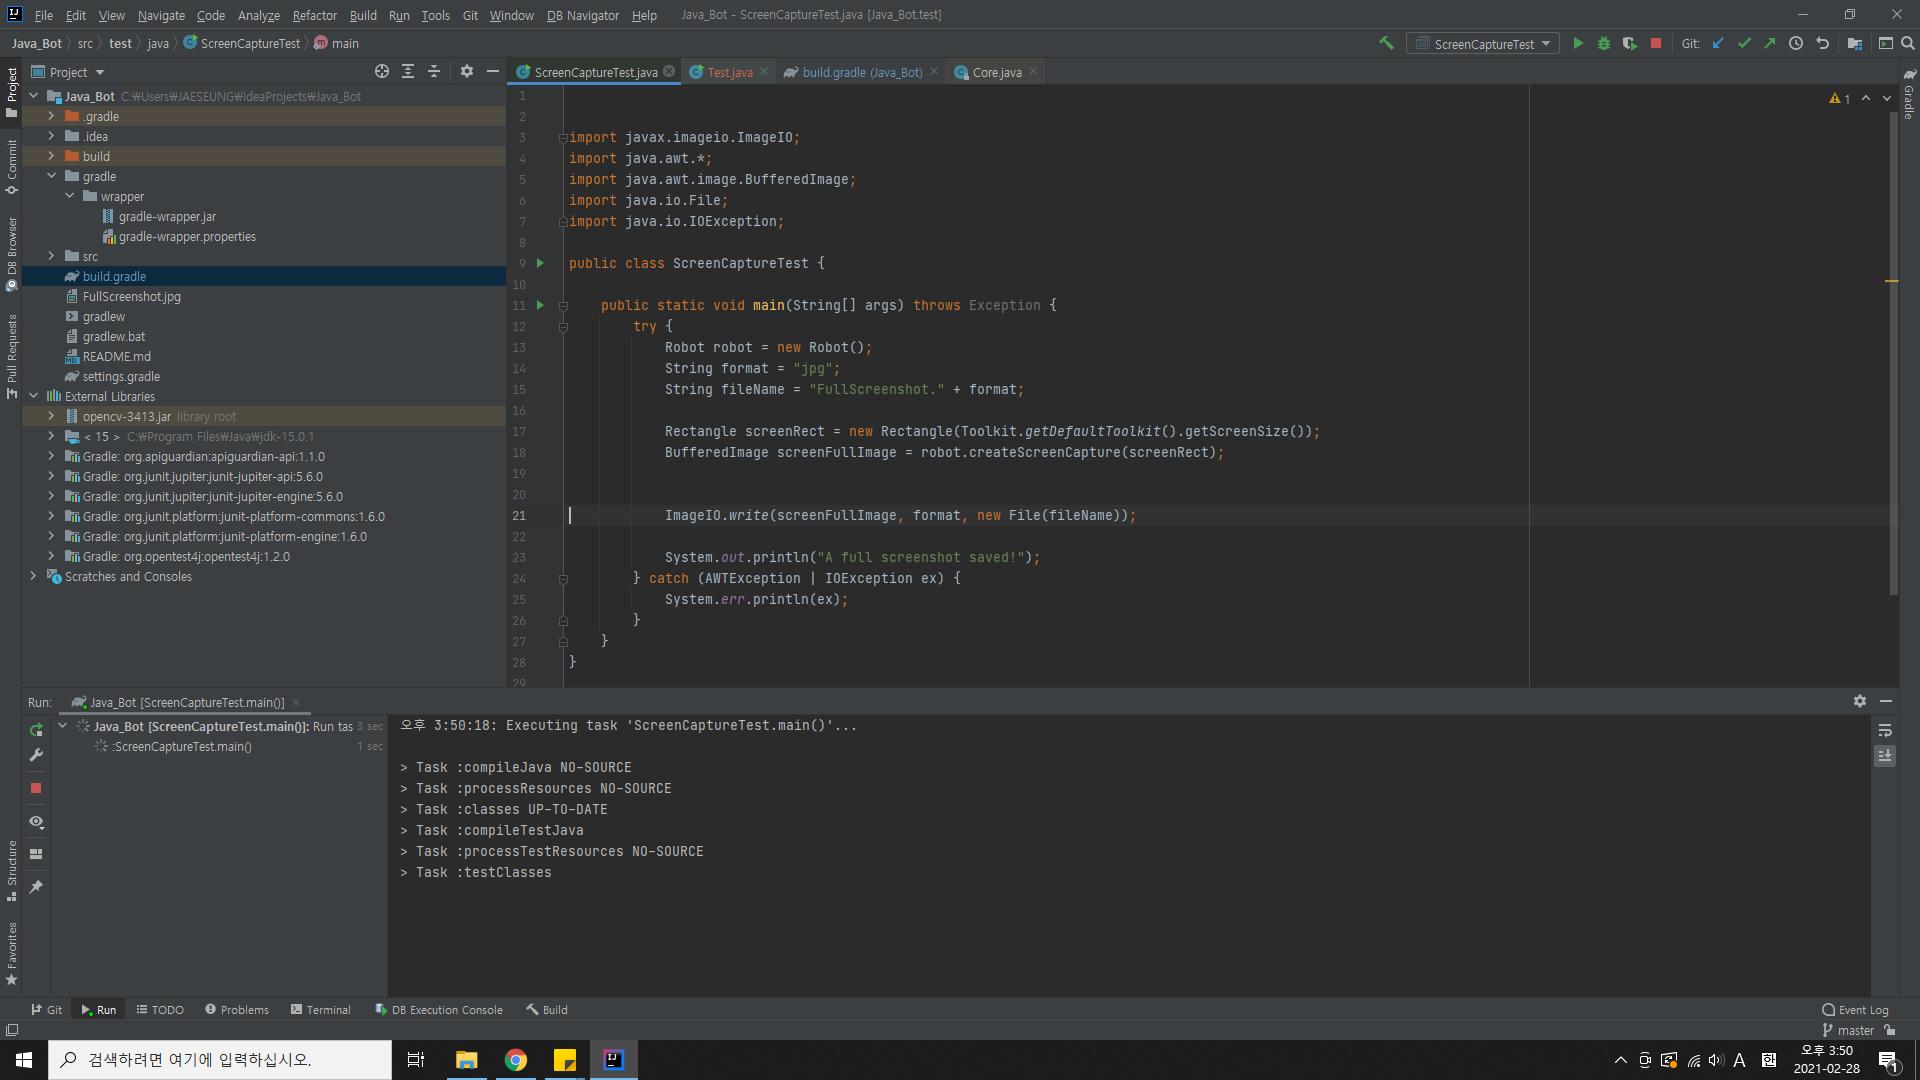 File Edit View Navigate Code Analyze Refactor Build Run Tools Git Window DB Navigator Help Java_Bot - ScreenCaptureTest.java [Java_Bot.test]
Java_Bot src test java ScreenCaptureTest main ScreenCaptureTest Git:
Project
ScreenCaptureTest.java Test.java build.gradle (Java_Bot) Core.java
Project
Commit
DB Browser
Pull Requests
Structure
Favorites
Gradle
Java_Bot C:₩Users₩JAESEUNG₩IdeaProjects₩Java_Bot
.gradle
.idea
build
gradle
wrapper
gradle-wrapper.jar
gradle-wrapper.properties
src
build.gradle
FullScreenshot.jpg
gradlew
gradlew.bat
README.md
settings.gradle
External Libraries
opencv-3413.jar library root
< 15 > C:₩Program Files₩Java₩jdk-15.0.1
Gradle: org.apiguardian:apiguardian-api:1.1.0
Gradle: org.junit.jupiter:junit-jupiter-api:5.6.0
Gradle: org.junit.jupiter:junit-jupiter-engine:5.6.0
Gradle: org.junit.platform:junit-platform-commons:1.6.0
Gradle: org.junit.platform:junit-platform-engine:1.6.0
Gradle: org.opentest4j:opentest4j:1.2.0
Scratches and Consoles
1
1
2
3 import javax.imageio.ImageIO;
4 import java.awt.*;
5 import java.awt.image.BufferedImage;
6 import java.io.File;
7 import java.io.IOException;
8
9 public class ScreenCaptureTest {
10
11 public static void main(String[] args) throws Exception {
12 try {
13 Robot robot = new Robot();
14 String format = "jpg";
15 String fileName = "FullScreenshot." + format;
16
17 Rectangle screenRect = new Rectangle(Toolkit.getDefaultToolkit().getScreenSize());
18 BufferedImage screenFullImage = robot.createScreenCapture(screenRect);
19
20
21 ImageIO.write(screenFullImage, format, new File(fileName));
22
23 System.out.println("A full screenshot saved!");
24 } catch (AWTException | IOException ex) {
25 System.err.println(ex);
26 }
27 }
28 }
29
Run: Java_Bot [ScreenCaptureTest.main()]
Java_Bot [ScreenCaptureTest.main()]: Run tas 3 sec
:ScreenCaptureTest.main() 1 sec
오후 3:50:18: Executing task 'ScreenCaptureTest.main()'...
> Task :compileJava NO-SOURCE
> Task :processResources NO-SOURCE
> Task :classes UP-TO-DATE
> Task :compileTestJava
> Task :processTestResources NO-SOURCE
> Task :testClasses
Git Run TODO Problems Terminal DB Execution Console Build Event Log
master
검색하려면 여기에 입력하십시오.
A 한 오후 3:50
2021-02-28
1